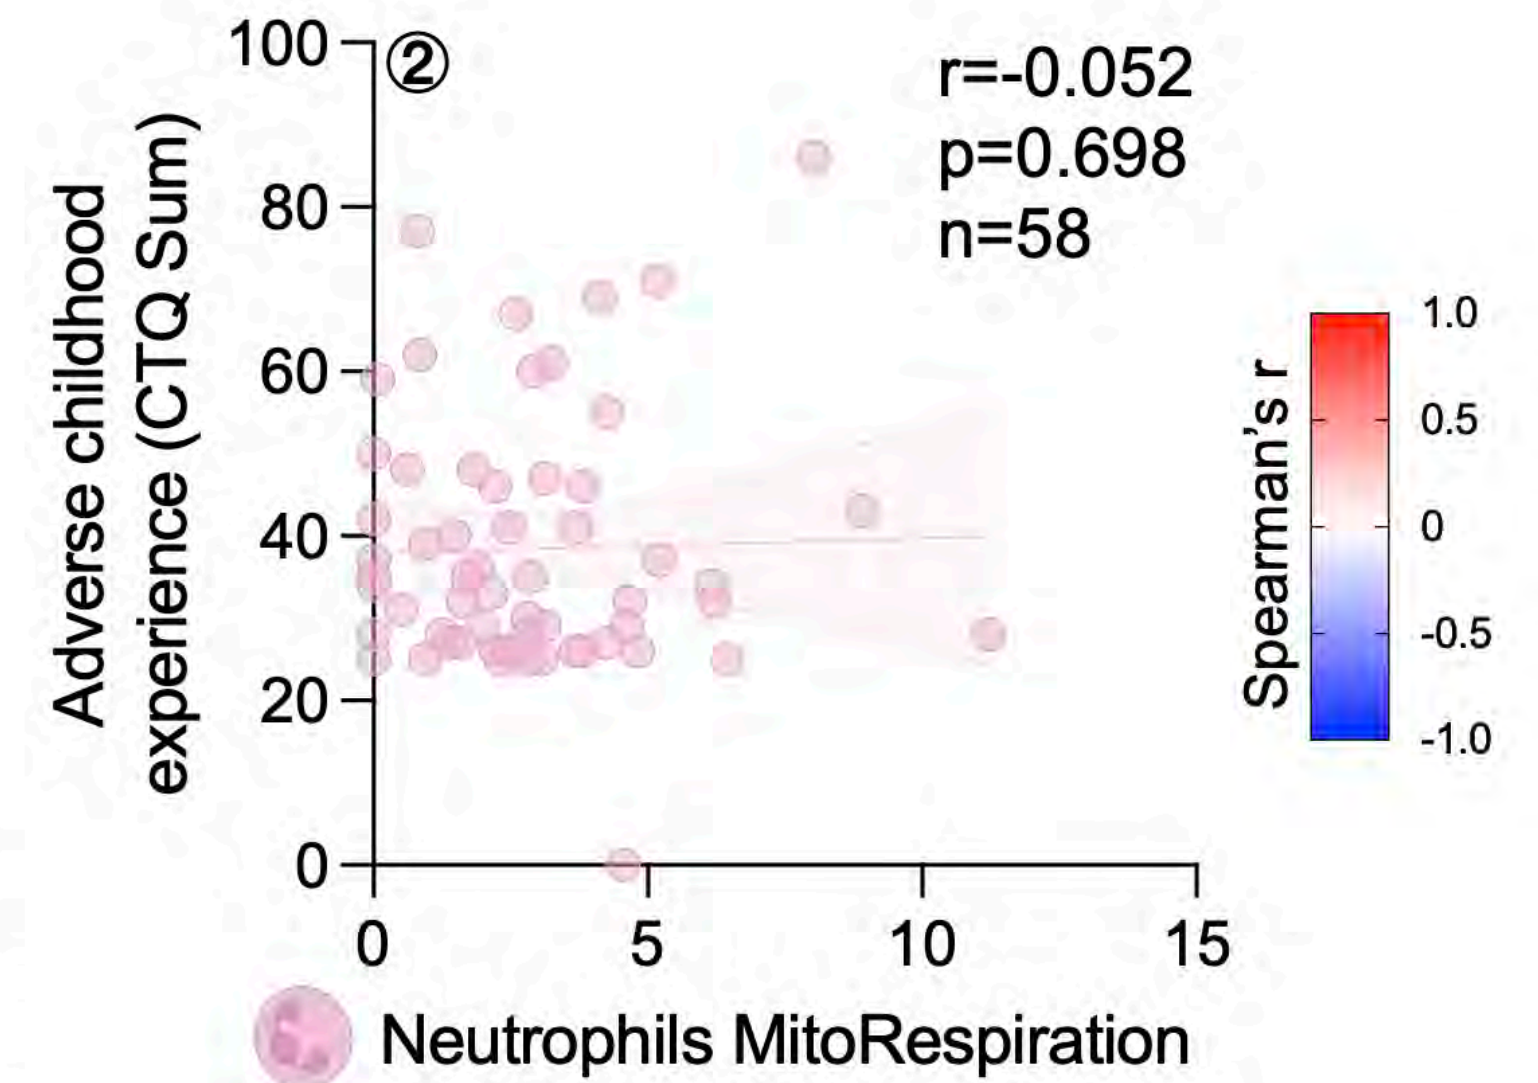 ②
r=-0.052
p=0.698
n=58
Adverse childhood
experience (CTQ Sum)
100
80
60
40
20
0
0 5 10 15
Neutrophils MitoRespiration
Spearman's r
1.0
0.5
0
-0.5
-1.0